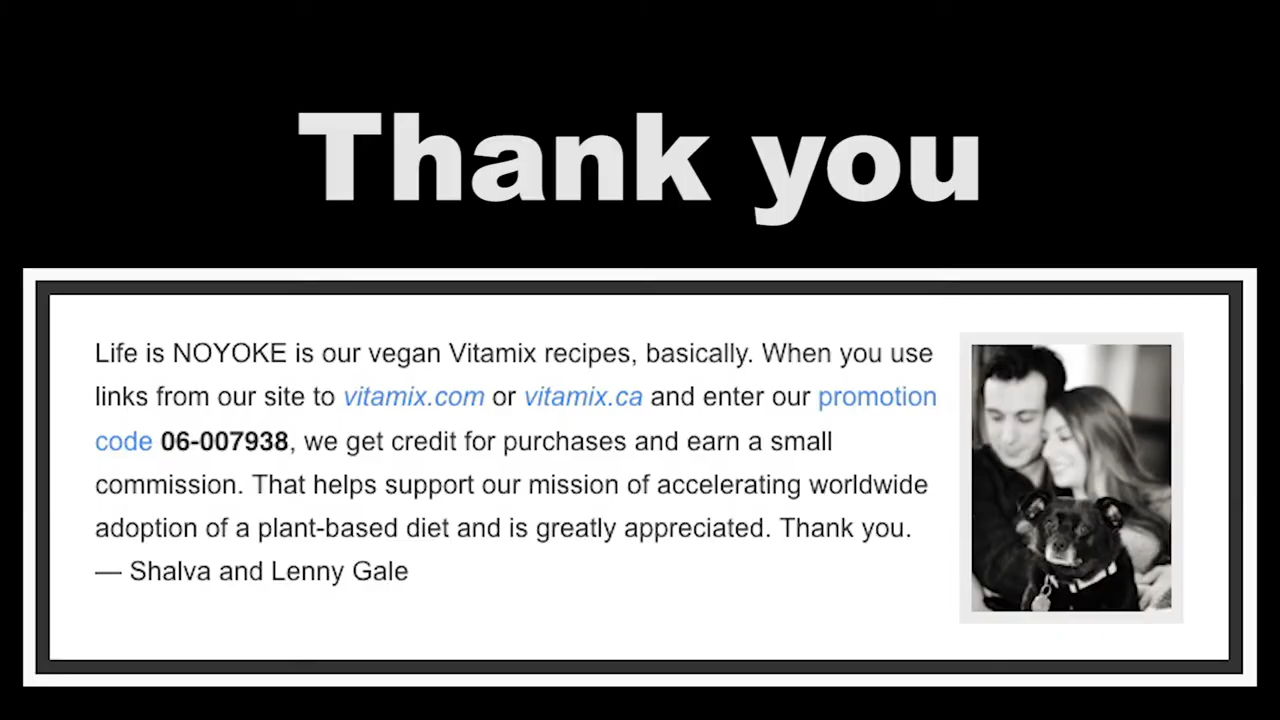 Thank you
Life is NOYOKE is our vegan Vitamix recipes, basically. When you use
links from our site to vitamix.com or vitamix.ca and enter our promotion
code 06-007938, we get credit for purchases and earn a small
commission. That helps support our mission of accelerating worldwide
adoption of a plant-based diet and is greatly appreciated. Thank you.
— Shalva and Lenny Gale